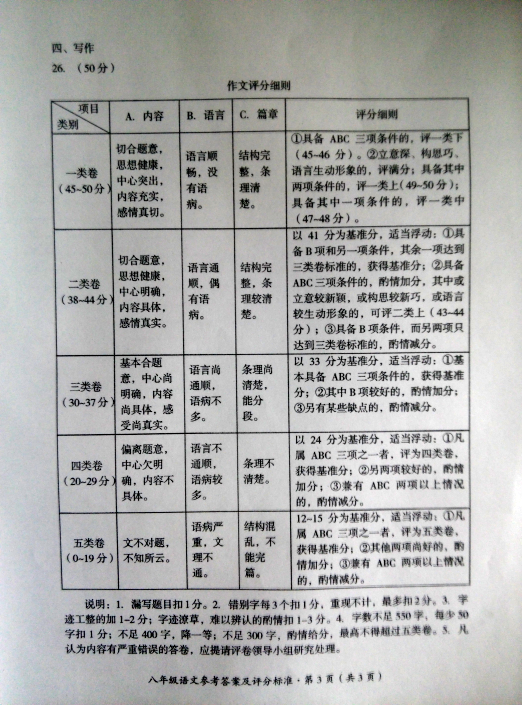 四、写作
26. （50分）
作文评分细则
项目
类别
A. 内容
B. 语言
C. 篇章
评分细则
一类卷
（45~50分）
切合题意，
思想健康，
中心突出，
内容充实，
感情真切。
语言顺
畅，没
有语
病。
结构完
整，条
理清
楚。
①具备 ABC 三项条件的，评一类下
（45~46 分）。②立意深、构思巧、
语言生动形象的，评满分；具备其中
两项条件的，评一类上（49~50分）；
具备其中一项条件的，评一类中
（47~48分）。
二类卷
（38~44分）
切合题意，
思想健康，
中心明确，
内容具体，
感情真实。
语言通
顺，偶
有语
病。
结构完
整，条
理较清
楚。
以 41 分为基准分，适当浮动：①具
备B项和另一项条件，其余一项达到
三类卷标准的，获得基准分；②具备
ABC三项条件的，酌情加分，其中或
立意较新颖，或构思较新巧，或语言
较生动形象的，可评二类上（43~44
分）；③具备B项条件，而另两项只
达到三类卷标准的，酌情减分。
三类卷
（30~37分）
基本合题
意，中心尚
明确，内容
尚具体，感
受尚真实。
语言尚
通顺，
语病不
多。
条理尚
清楚，
能分
段。
以 33 分为基准分，适当浮动：①基
本具备 ABC 三项条件的，获得基准
分；②其中B项较好的，酌情加分；
③另有某些缺点的，酌情减分。
四类卷
（20~29分）
偏离题意，
中心欠明
确，内容不
具体。
语言不
通顺，
语病较
多。
条理不
清楚。
以 24 分为基准分，适当浮动：①凡
属 ABC 三项之一者，评为四类卷，
获得基准分；②另两项较好的，酌情
加分；③兼有 ABC 两项以上情况
的，酌情减分。
五类卷
（0~19分）
文不对题，
不知所云。
语病严
重，文
理不
通。
结构混
乱，不
能完
篇。
12~15 分为基准分，适当浮动：①凡
属 ABC 三项之一者，评为五类卷，
获得基准分；②其他两项尚好的，酌
情加分；③兼有 ABC 两项以上情况
的，酌情减分。
说明：1. 漏写题目扣1分。2. 错别字每3个扣1分，重现不计，最多扣2分。3. 字
迹工整的加1~2分；字迹潦草，难以辨认的酌情扣1~3分。4. 字数不足550字，每少50
字扣1分；不足400字，降一等；不足300字，酌情给分，最高不得超过五类卷。5. 凡
认为内容有严重错误的答卷，应提请评卷领导小组研究处理。
八年级语文参考答案及评分标准·第3页（共3页）